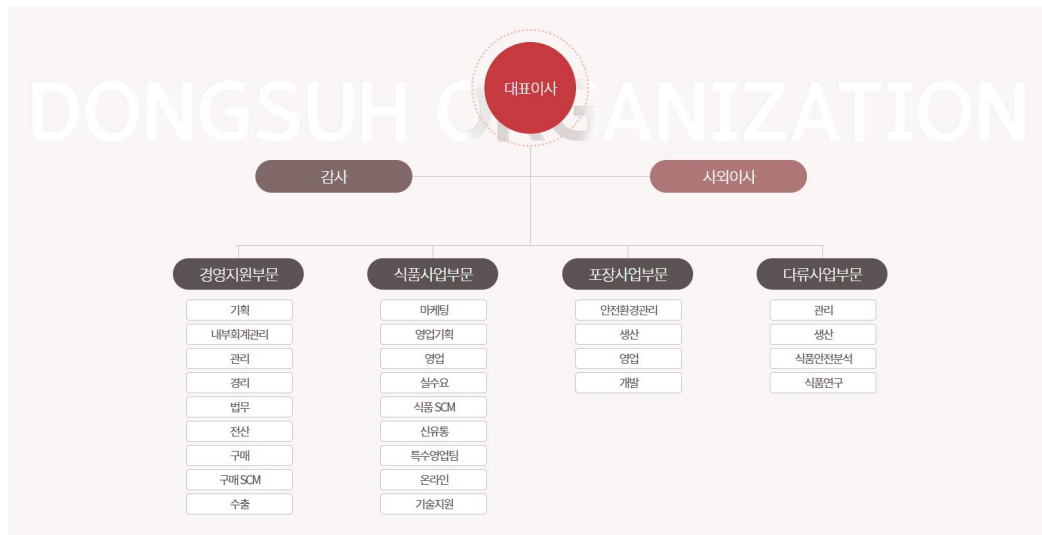 DONGSUH ORGANIZATION
대표이사
감사
사외이사
경영지원부문
기획
내부회계관리
관리
경리
법무
전산
구매
구매 SCM
수출
식품사업부문
마케팅
영업기획
영업
실수요
식품 SCM
신유통
특수영업팀
온라인
기술지원
포장사업부문
안전환경관리
생산
영업
개발
다류사업부문
관리
생산
식품안전분석
식품연구